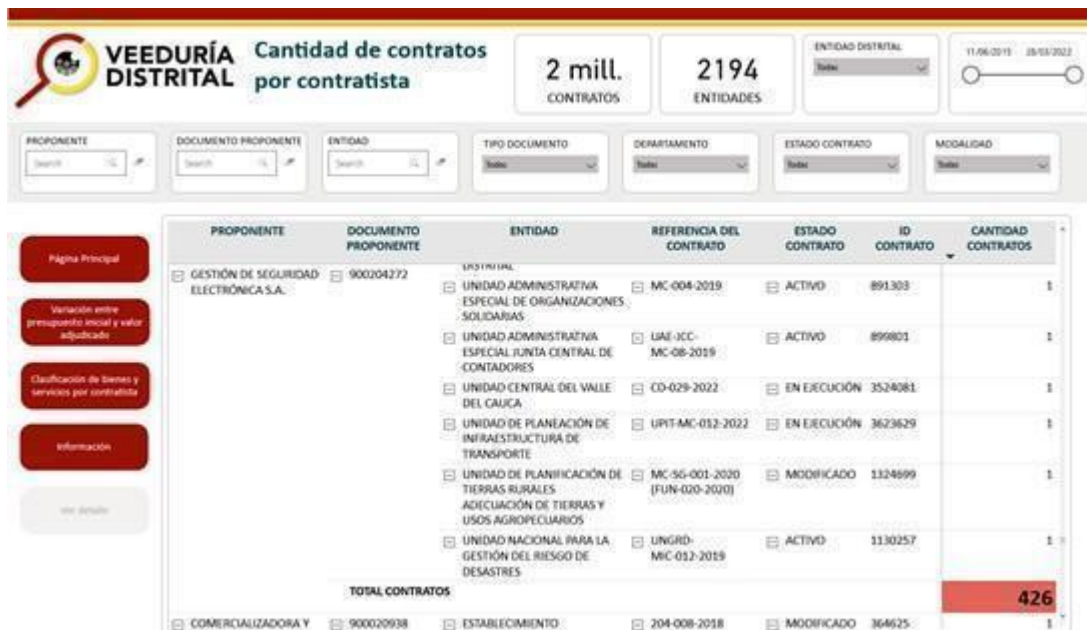 VEEDURÍA
DISTRITAL
Cantidad de contratos
por contratista
2 mill.
CONTRATOS
2194
ENTIDADES
ENTIDAD DISTRITAL
Todas
11/06/2015 28/03/2022
PROPONENTE
Search
DOCUMENTO PROPONENTE
Search
ENTIDAD
Search
TIPO DOCUMENTO
Todas
DEPARTAMENTO
Todas
ESTADO CONTRATO
Todas
MODALIDAD
Todas
Página Principal
Variación entre
presupuesto inicial y valor
adjudicado
Clasificación de bienes y
servicios por contratista
Información
Ver detalle
PROPONENTE DOCUMENTO PROPONENTE ENTIDAD REFERENCIA DEL CONTRATO ESTADO CONTRATO ID CONTRATO CANTIDAD CONTRATOS
DISTRITAL
GESTIÓN DE SEGURIDAD ELECTRÓNICA S.A. 900204272
UNIDAD ADMINISTRATIVA ESPECIAL DE ORGANIZACIONES SOLIDARIAS MC-004-2019 ACTIVO 891303 1
UNIDAD ADMINISTRATIVA ESPECIAL JUNTA CENTRAL DE CONTADORES UAE-JCC-MC-08-2019 ACTIVO 899801 1
UNIDAD CENTRAL DEL VALLE DEL CAUCA CD-029-2022 EN EJECUCIÓN 3524081 1
UNIDAD DE PLANEACIÓN DE INFRAESTRUCTURA DE TRANSPORTE UPIT-MC-012-2022 EN EJECUCIÓN 3623629 1
UNIDAD DE PLANIFICACIÓN DE TIERRAS RURALES ADECUACIÓN DE TIERRAS Y USOS AGROPECUARIOS MC-SG-001-2020 (FUN-020-2020) MODIFICADO 1324699 1
UNIDAD NACIONAL PARA LA GESTIÓN DEL RIESGO DE DESASTRES UNGRD-MIC-012-2019 ACTIVO 1130257 1
TOTAL CONTRATOS 426
COMERCIALIZADORA Y 900020938 ESTABLECIMIENTO 204-008-2018 MODIFICADO 364625 1